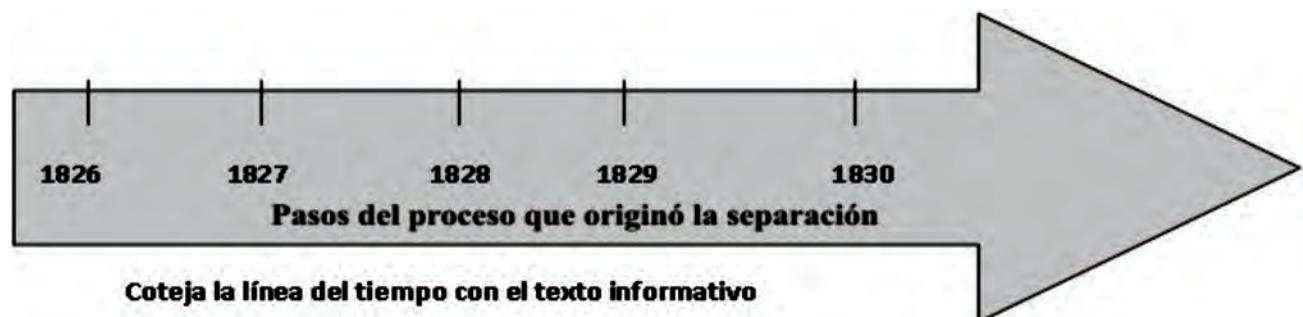 1826 1827 1828 1829 1830
Pasos del proceso que originó la separación
Coteja la línea del tiempo con el texto informativo